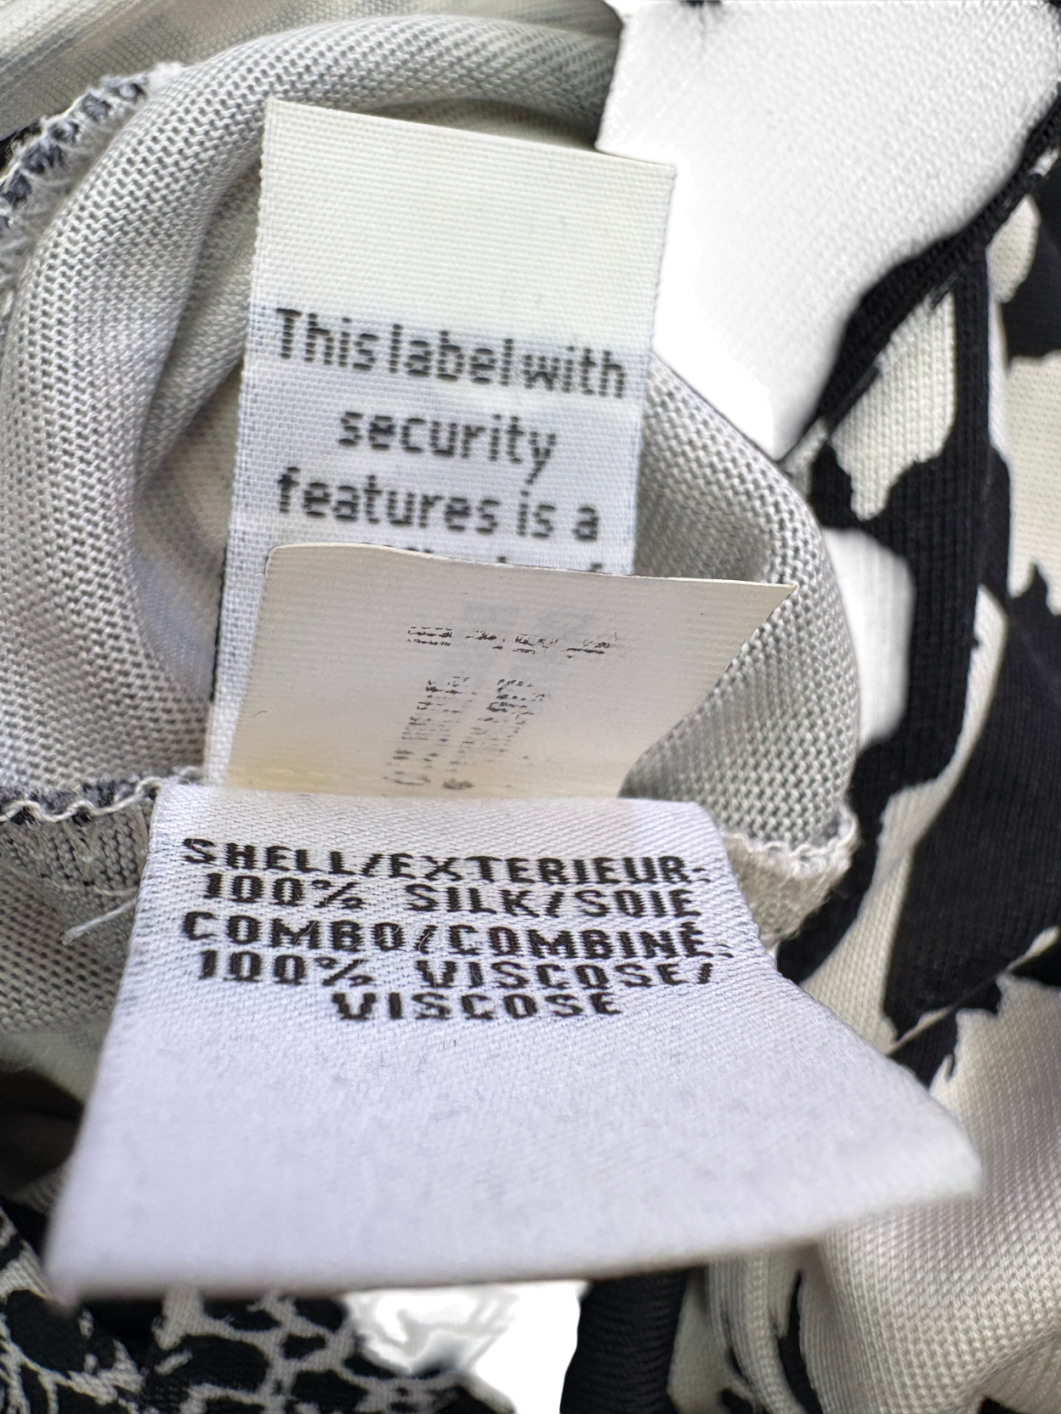 This label with
security
features is a
SHELL/EXTERIEUR:
100% SILK/SOIE
COMBO/COMBINÉ:
100% VISCOSE/
VISCOSE